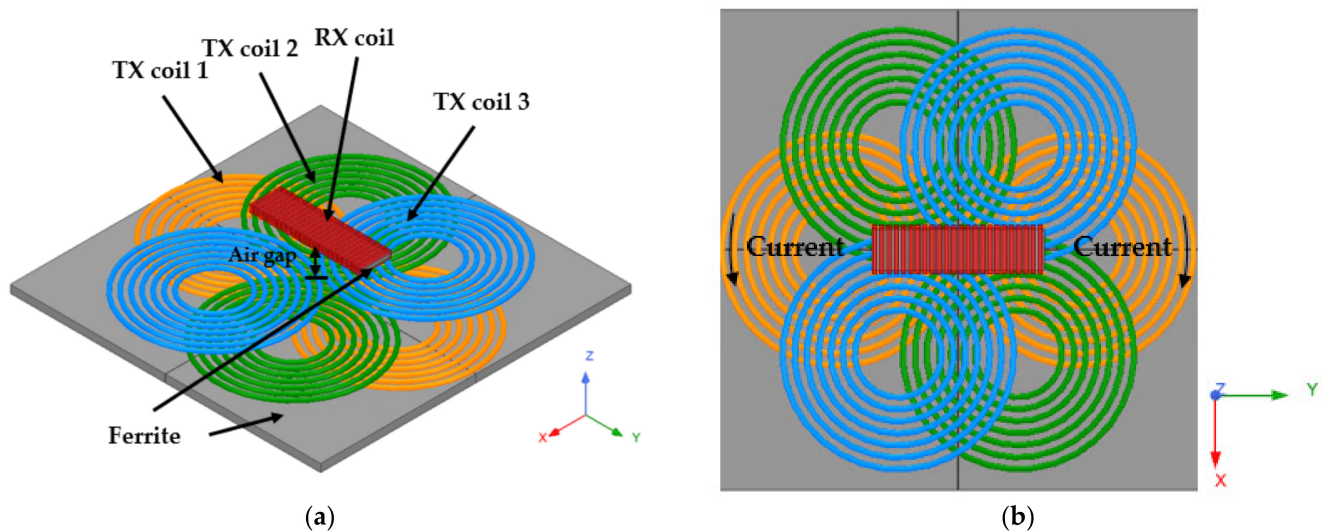 RX coil
TX coil 2
TX coil 1
TX coil 3
Air gap
Ferrite
Z
X
Y
(a)
Current
Current
Z
Y
X
(b)